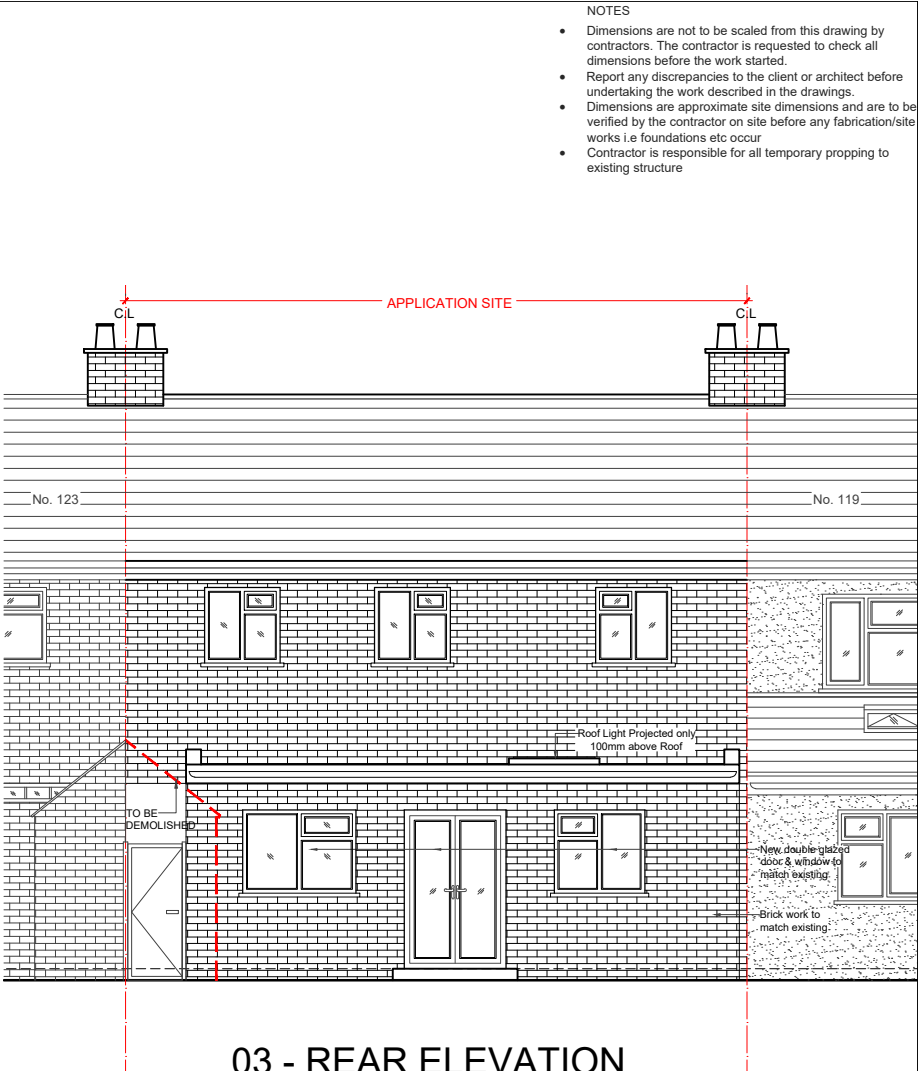 NOTES
• Dimensions are not to be scaled from this drawing by
contractors. The contractor is requested to check all
dimensions before the work started.
• Report any discrepancies to the client or architect before
undertaking the work described in the drawings.
• Dimensions are approximate site dimensions and are to be
verified by the contractor on site before any fabrication/site
works i.e foundations etc occur
• Contractor is responsible for all temporary propping to
existing structure
APPLICATION SITE
C L
C L
No. 123
No. 119
Roof Light Projected only
100mm above Roof
TO BE
DEMOLISHED
New double glazed
door & window to
match existing
Brick work to
match existing
03 - REAR ELEVATION